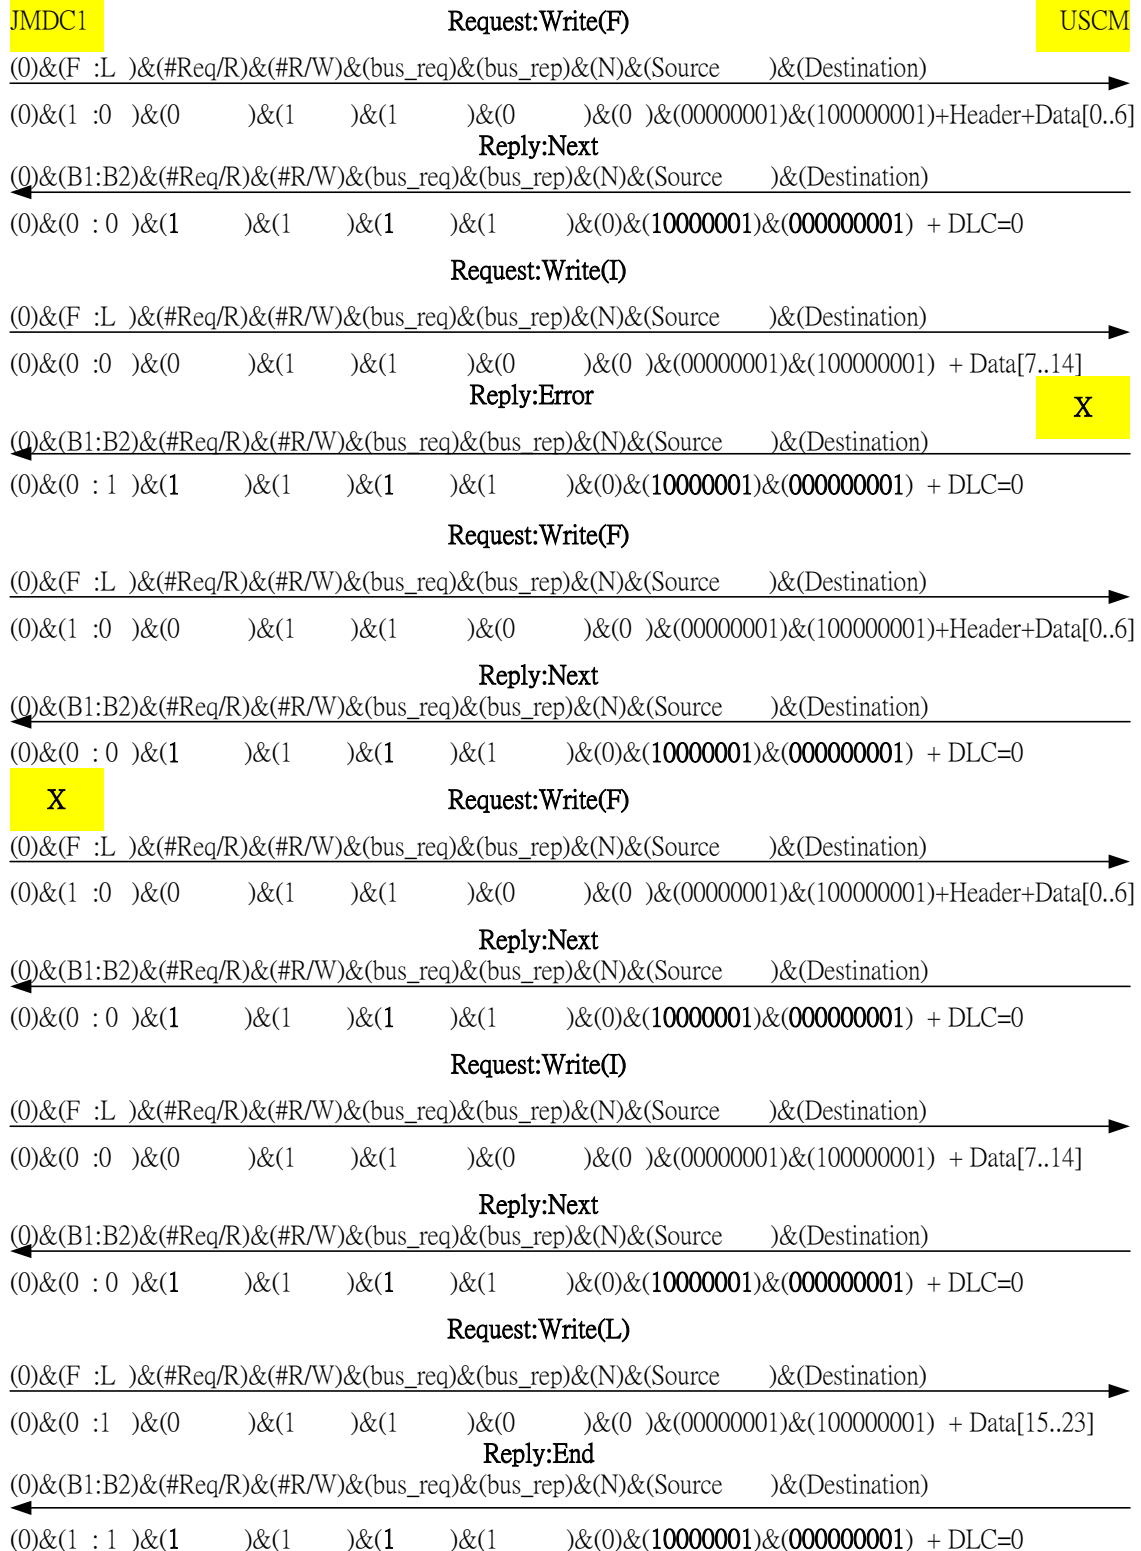 JMDC1 Request:Write(F) USCM
(0)&(F :L )&(#Req/R)&(#R/W)&(bus_req)&(bus_rep)&(N)&(Source )&(Destination)
(0)&(1 :0 )&(0 )&(1 )&(1 )&(0 )&(0 )&(00000001)&(100000001)+Header+Data[0..6]
Reply:Next
(0)&(B1:B2)&(#Req/R)&(#R/W)&(bus_req)&(bus_rep)&(N)&(Source )&(Destination)
(0)&(0 : 0 )&(1 )&(1 )&(1 )&(1 )&(0)&(10000001)&(000000001) + DLC=0
Request:Write(I)
(0)&(F :L )&(#Req/R)&(#R/W)&(bus_req)&(bus_rep)&(N)&(Source )&(Destination)
(0)&(0 :0 )&(0 )&(1 )&(1 )&(0 )&(0 )&(00000001)&(100000001) + Data[7..14]
Reply:Error X
(0)&(B1:B2)&(#Req/R)&(#R/W)&(bus_req)&(bus_rep)&(N)&(Source )&(Destination)
(0)&(0 : 1 )&(1 )&(1 )&(1 )&(1 )&(0)&(10000001)&(000000001) + DLC=0
Request:Write(F)
(0)&(F :L )&(#Req/R)&(#R/W)&(bus_req)&(bus_rep)&(N)&(Source )&(Destination)
(0)&(1 :0 )&(0 )&(1 )&(1 )&(0 )&(0 )&(00000001)&(100000001)+Header+Data[0..6]
Reply:Next
(0)&(B1:B2)&(#Req/R)&(#R/W)&(bus_req)&(bus_rep)&(N)&(Source )&(Destination)
(0)&(0 : 0 )&(1 )&(1 )&(1 )&(1 )&(0)&(10000001)&(000000001) + DLC=0
X Request:Write(F)
(0)&(F :L )&(#Req/R)&(#R/W)&(bus_req)&(bus_rep)&(N)&(Source )&(Destination)
(0)&(1 :0 )&(0 )&(1 )&(1 )&(0 )&(0 )&(00000001)&(100000001)+Header+Data[0..6]
Reply:Next
(0)&(B1:B2)&(#Req/R)&(#R/W)&(bus_req)&(bus_rep)&(N)&(Source )&(Destination)
(0)&(0 : 0 )&(1 )&(1 )&(1 )&(1 )&(0)&(10000001)&(000000001) + DLC=0
Request:Write(I)
(0)&(F :L )&(#Req/R)&(#R/W)&(bus_req)&(bus_rep)&(N)&(Source )&(Destination)
(0)&(0 :0 )&(0 )&(1 )&(1 )&(0 )&(0 )&(00000001)&(100000001) + Data[7..14]
Reply:Next
(0)&(B1:B2)&(#Req/R)&(#R/W)&(bus_req)&(bus_rep)&(N)&(Source )&(Destination)
(0)&(0 : 0 )&(1 )&(1 )&(1 )&(1 )&(0)&(10000001)&(000000001) + DLC=0
Request:Write(L)
(0)&(F :L )&(#Req/R)&(#R/W)&(bus_req)&(bus_rep)&(N)&(Source )&(Destination)
(0)&(0 :1 )&(0 )&(1 )&(1 )&(0 )&(0 )&(00000001)&(100000001) + Data[15..23]
Reply:End
(0)&(B1:B2)&(#Req/R)&(#R/W)&(bus_req)&(bus_rep)&(N)&(Source )&(Destination)
(0)&(1 : 1 )&(1 )&(1 )&(1 )&(1 )&(0)&(10000001)&(000000001) + DLC=0